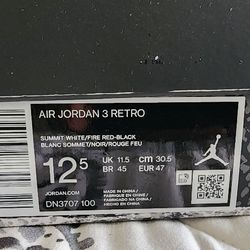 AIR JORDAN 3 RETRO
SUMMIT WHITE/FIRE RED-BLACK
BLANC SOMMET/NOIR/ROUGE FEU
12.5 UK 11.5 cm 30.5
BR 45 EUR 47
JORDAN.COM
DN3707 100
MADE IN CHINA
FABRIQUE EN CHINE
FABRICADO EN CHINA